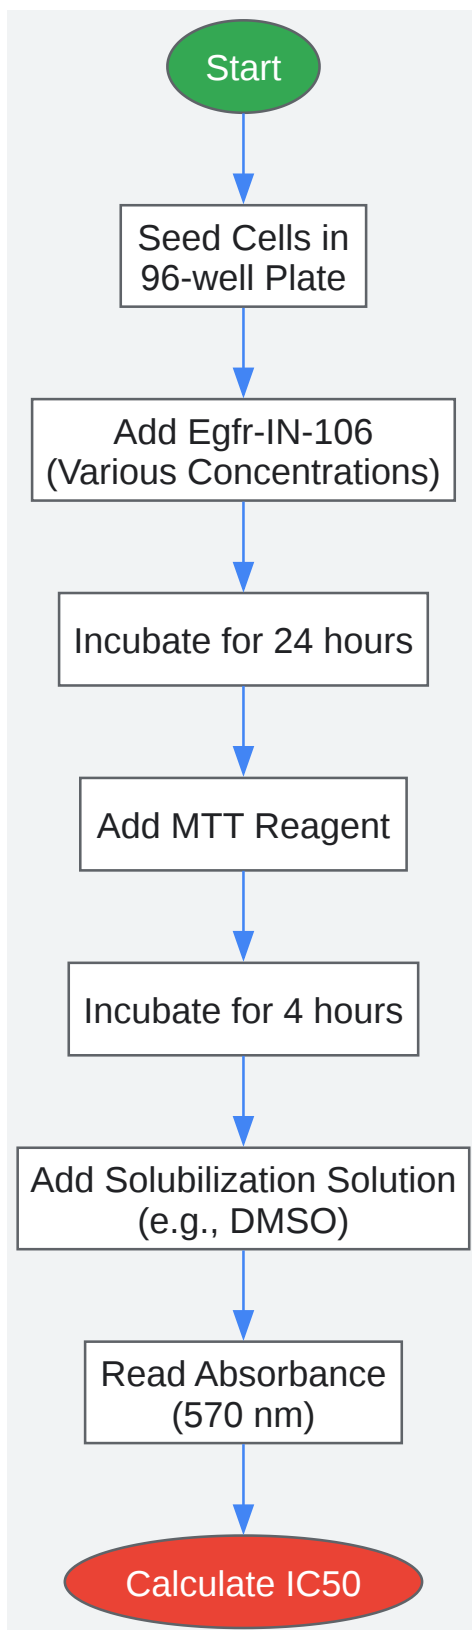 Start
Seed Cells in
96-well Plate
Add Egfr-IN-106
(Various Concentrations)
Incubate for 24 hours
Add MTT Reagent
Incubate for 4 hours
Add Solubilization Solution
(e.g., DMSO)
Read Absorbance
(570 nm)
Calculate IC50